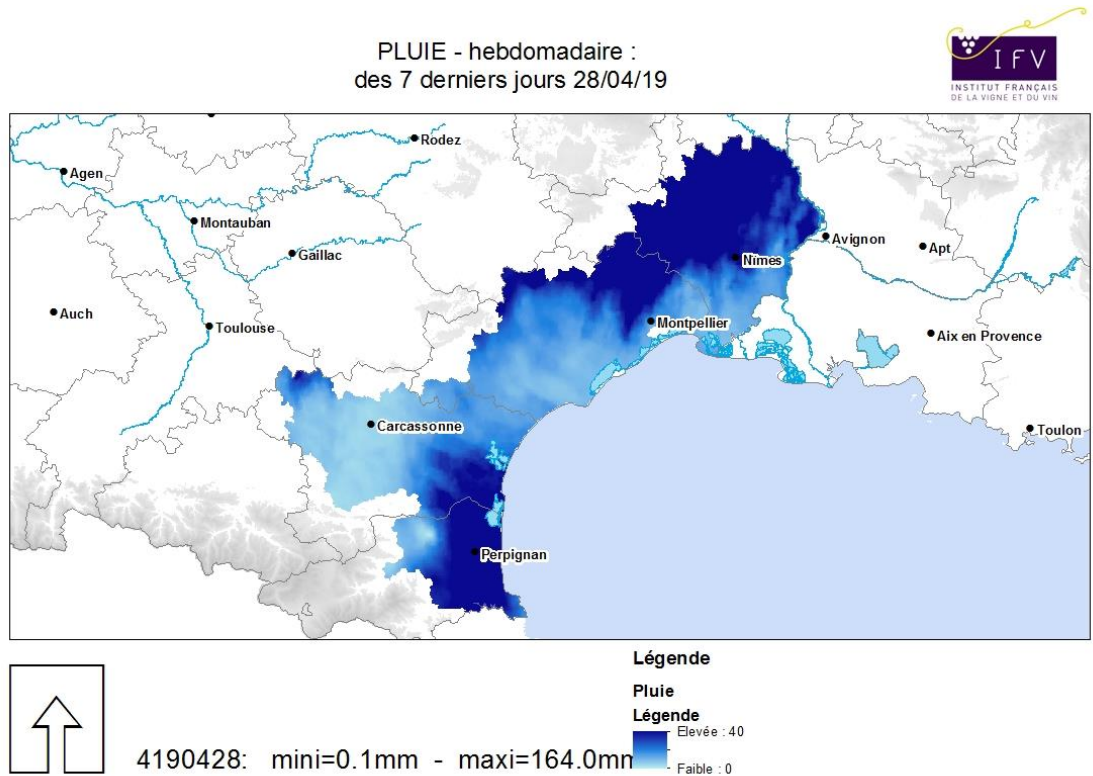 PLUIE - hebdomadaire :
des 7 derniers jours 28/04/19
IFV
INSTITUT FRANÇAIS
DE LA VIGNE ET DU VIN
Rodez
Agen
Montauban
Gaillac
Avignon
Apt
Nîmes
Auch
Toulouse
Montpellier
Aix en Provence
Carcassonne
Toulon
Perpignan
Légende
Pluie
Légende
Elevée : 40
Faible : 0
4190428: mini=0.1mm - maxi=164.0mm